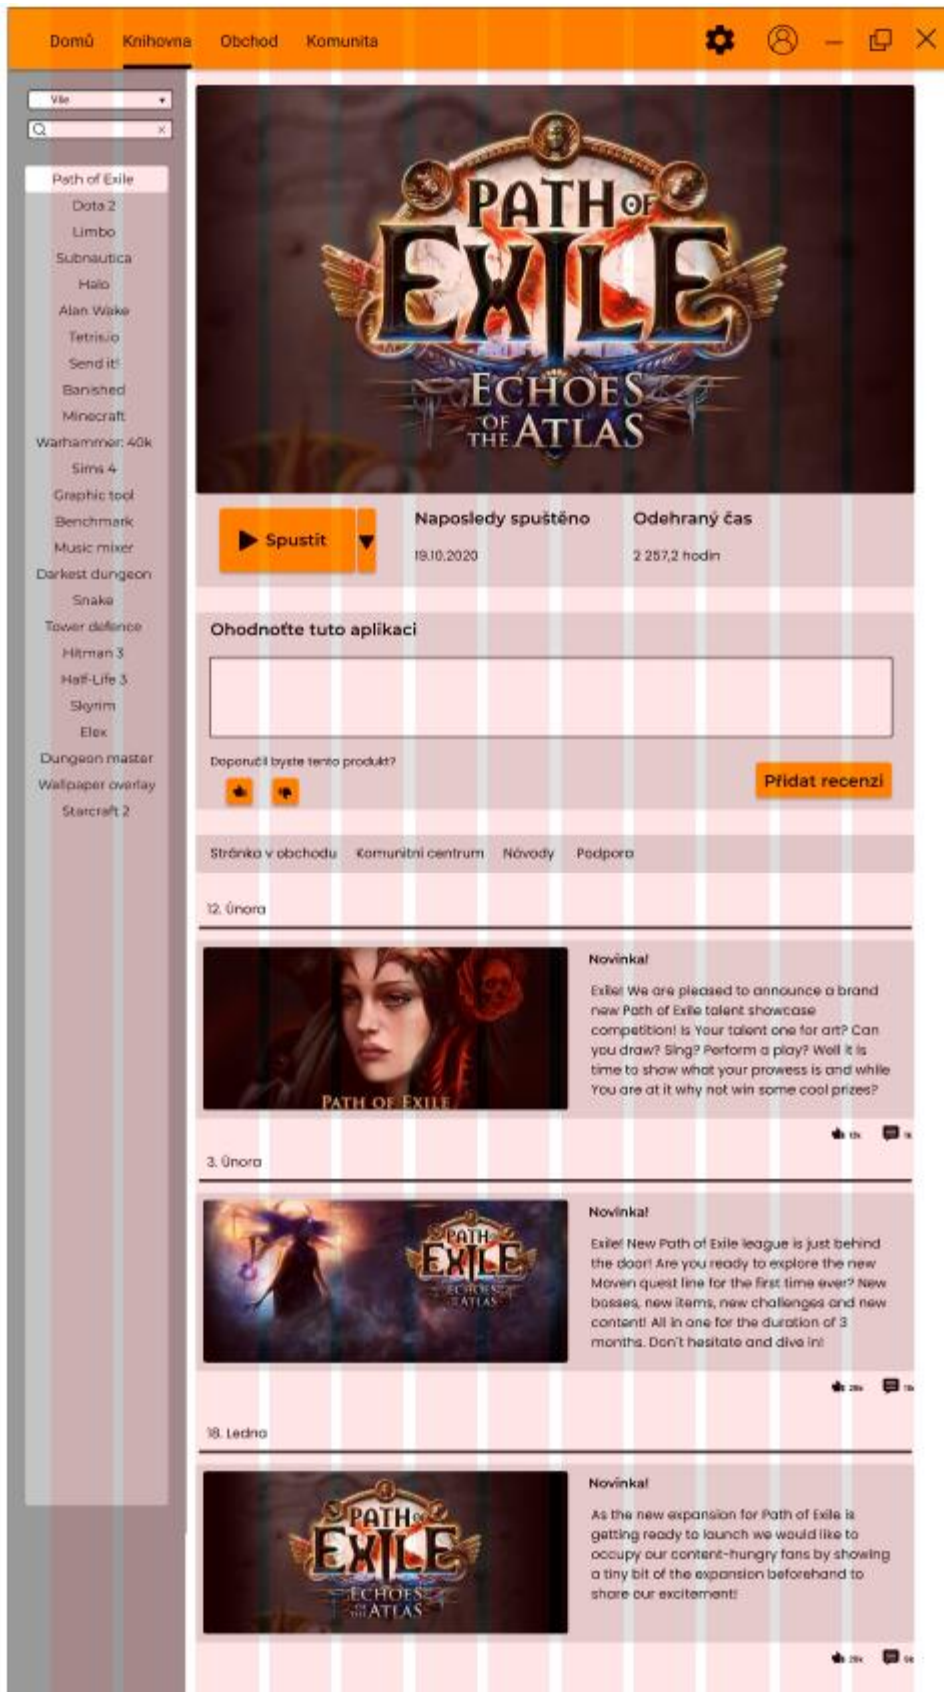 Domů Knihovna Obchod Komunita
Vše
Path of Exile
Dota 2
Limbo
Subnautica
Halo
Alan Wake
Tetris.io
Send it!
Banished
Minecraft
Warhammer: 40k
Sims 4
Graphic tool
Benchmark
Music mixer
Darkest dungeon
Snake
Tower defence
Hitman 3
Half-Life 3
Skyrim
Elex
Dungeon master
Wallpaper overlay
Starcraft 2
PATH OF
EXILE
ECHOES
OF
THE ATLAS
Spustit
Naposledy spuštěno
19.10.2020
Odehraný čas
2 257,2 hodin
Ohodnoťte tuto aplikaci
Doporučil byste tento produkt?
Přidat recenzi
Stránka v obchodu Komunitní centrum Návody Podpora
12. Února
PATH OF EXILE
Novinka!
Exile! We are pleased to announce a brand
new Path of Exile talent showcase
competition! Is Your talent one for art? Can
you draw? Sing? Perform a play? Well it is
time to show what your prowess is and while
You are at it why not win some cool prizes?
3. Února
PATH OF
EXILE
ECHOES
OF
THE ATLAS
Novinka!
Exile! New Path of Exile league is just behind
the door! Are you ready to explore the new
Maven quest line for the first time ever? New
bosses, new items, new challenges and new
content! All in one for the duration of 3
months. Don't hesitate and dive in!
18. Ledna
PATH OF
EXILE
ECHOES
OF
THE ATLAS
Novinka!
As the new expansion for Path of Exile is
getting ready to launch we would like to
occupy our content-hungry fans by showing
a tiny bit of the expansion beforehand to
share our excitement!